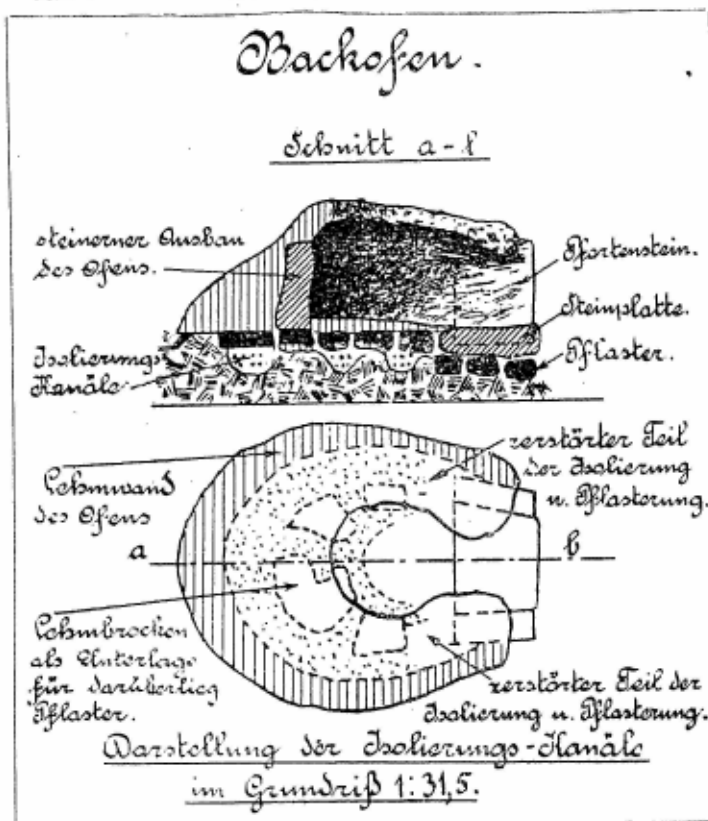 Backofen.
Schnitt a-b
steinerner Ausbau
des Ofens.
Pfortenstein.
Steinplatte.
Pflaster.
Isolierungs
Kanäle
zerstörter Teil
der Isolierung
u. Pflasterung.
Lehmwand
des Ofens
a
b
Lehmbrocken
als Unterlage
für darüberlieg
Pflaster.
zerstörter Teil der
Isolierung u. Pflasterung.
Darstellung der Isolierungs-Kanäle
im Grundriß 1:31,5.